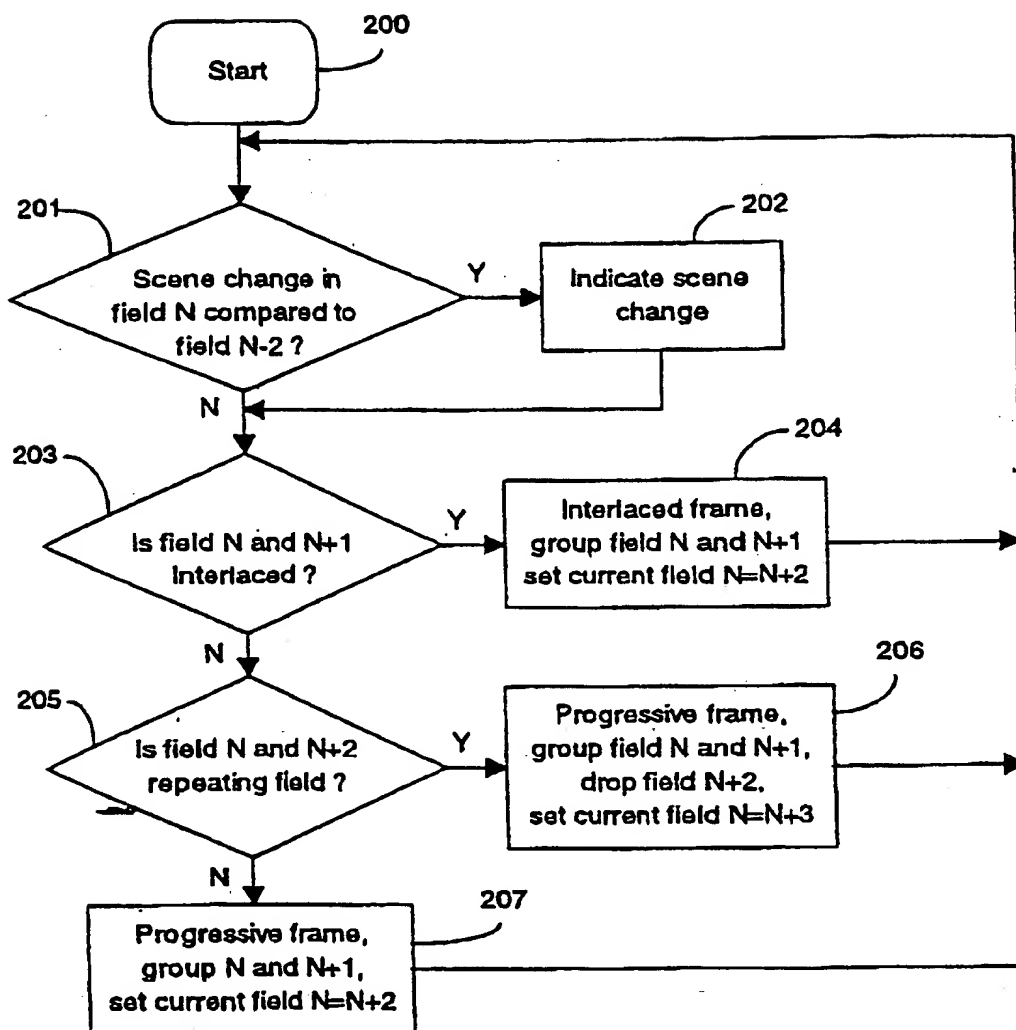 200
Start
201
Scene change in
field N compared to
field N-2 ?
Y
202
Indicate scene
change
N
203
Is field N and N+1
Interlaced ?
Y
204
Interlaced frame,
group field N and N+1
set current field N=N+2
N
205
Is field N and N+2
repeating field ?
Y
206
Progressive frame,
group field N and N+1,
drop field N+2,
set current field N=N+3
N
207
Progressive frame,
group N and N+1,
set current field N=N+2